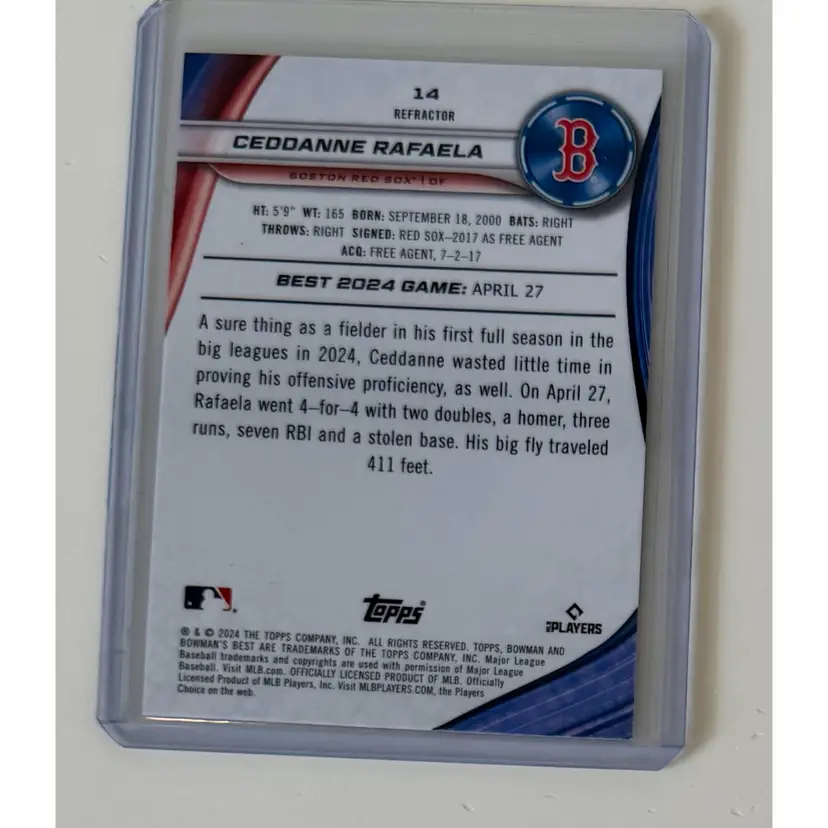 14
REFRACTOR
CEDDANNE RAFAELA
B
BOSTON RED SOX® | OF
HT: 5'9" WT: 165 BORN: SEPTEMBER 18, 2000 BATS: RIGHT
THROWS: RIGHT SIGNED: RED SOX–2017 AS FREE AGENT
ACQ: FREE AGENT, 7-2-17
BEST 2024 GAME: APRIL 27
A sure thing as a fielder in his first full season in the
big leagues in 2024, Ceddanne wasted little time in
proving his offensive proficiency, as well. On April 27,
Rafaela went 4–for–4 with two doubles, a homer, three
runs, seven RBI and a stolen base. His big fly traveled
411 feet.
Topps®
MLB PLAYERS
® & © 2024 THE TOPPS COMPANY, INC. ALL RIGHTS RESERVED. TOPPS, BOWMAN AND
BOWMAN'S BEST ARE TRADEMARKS OF THE TOPPS COMPANY, INC. Major League
Baseball trademarks and copyrights are used with permission of Major League
Baseball. Visit MLB.com. OFFICIALLY LICENSED PRODUCT OF MLB. Officially
Licensed Product of MLB Players, Inc. Visit MLBPLAYERS.COM, the Players
Choice on the web.